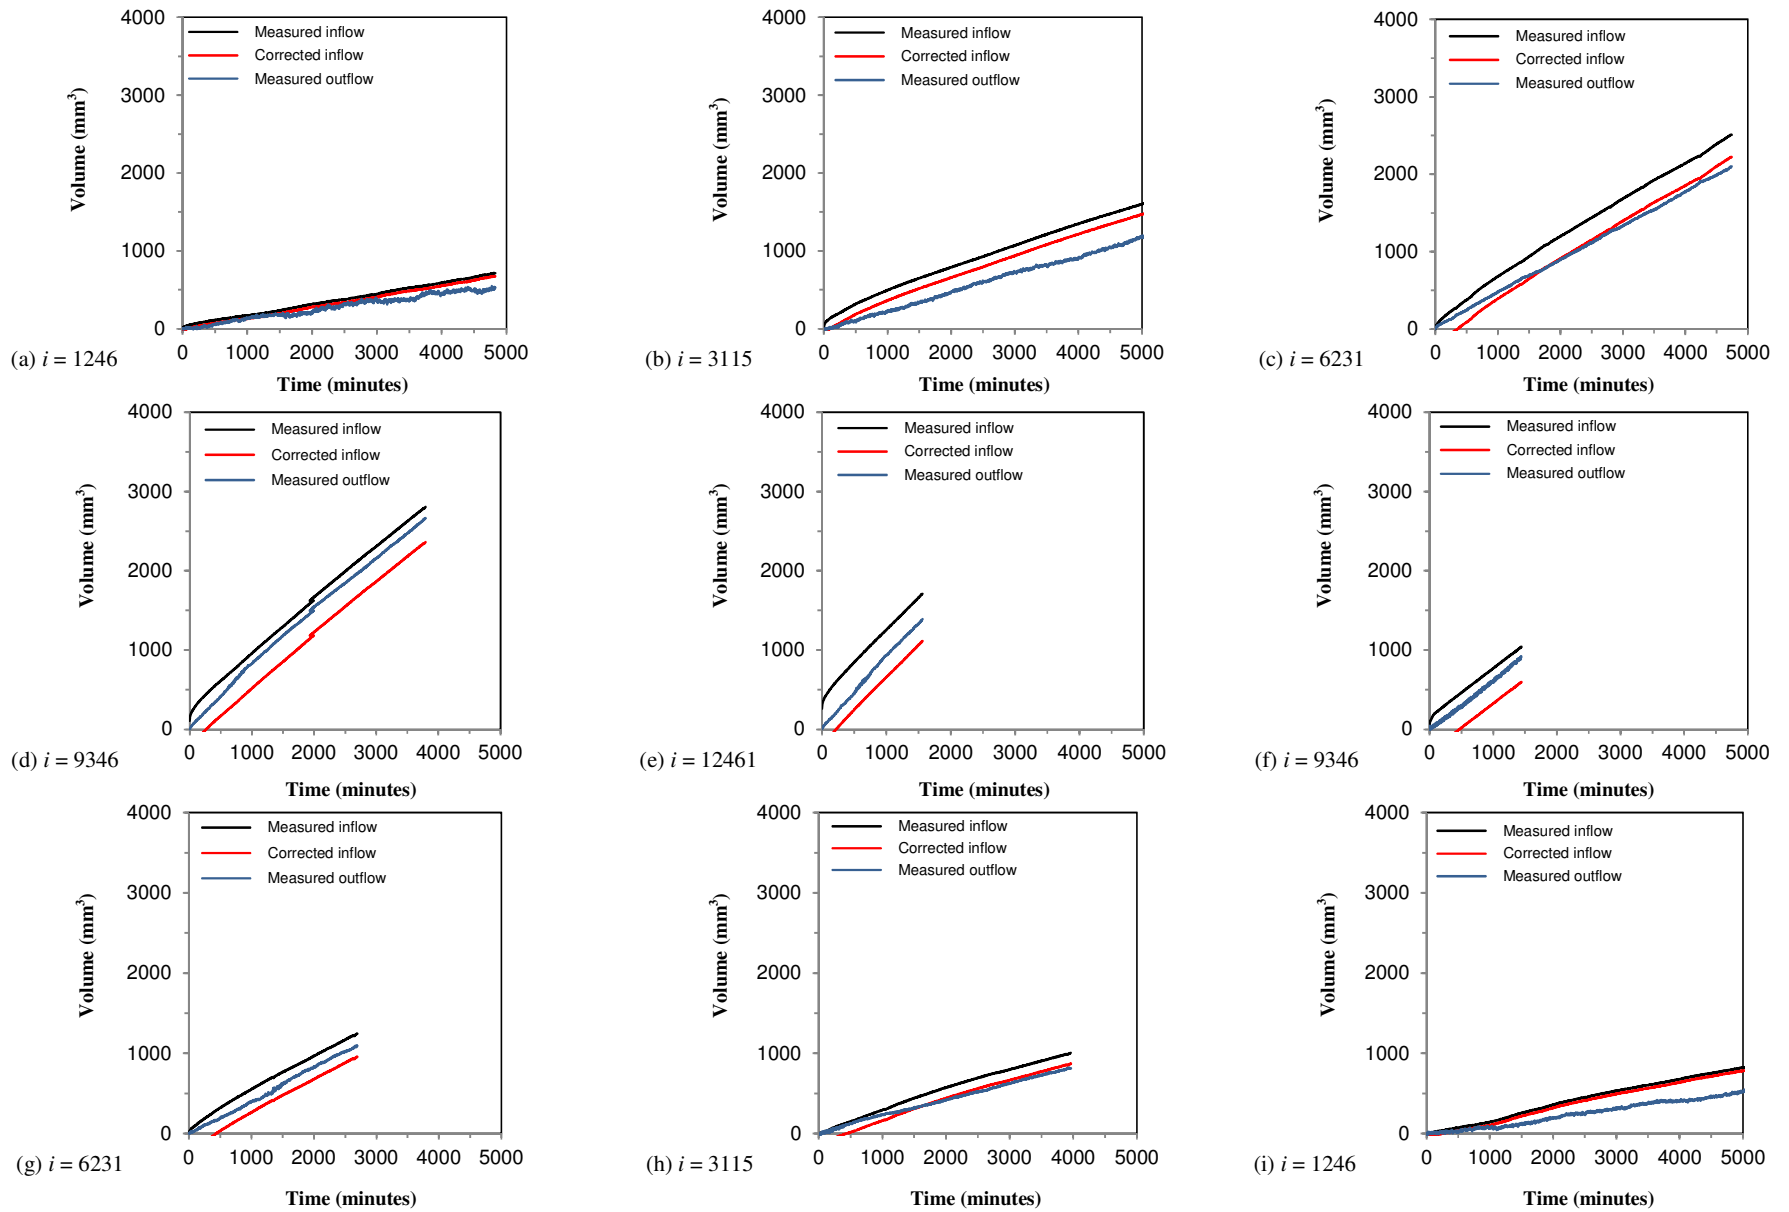 4000
3000
2000
1000
0
Volume (mm³)
Measured inflow
Corrected inflow
Measured outflow
0 1000 2000 3000 4000 5000
(a) i = 1246
Time (minutes)
4000
3000
2000
1000
0
Volume (mm³)
Measured inflow
Corrected inflow
Measured outflow
0 1000 2000 3000 4000 5000
(b) i = 3115
Time (minutes)
4000
3000
2000
1000
0
Volume (mm³)
Measured inflow
Corrected inflow
Measured outflow
0 1000 2000 3000 4000 5000
(c) i = 6231
Time (minutes)
4000
3000
2000
1000
0
Volume (mm³)
Measured inflow
Corrected inflow
Measured outflow
0 1000 2000 3000 4000 5000
(d) i = 9346
Time (minutes)
4000
3000
2000
1000
0
Volume (mm³)
Measured inflow
Corrected inflow
Measured outflow
0 1000 2000 3000 4000 5000
(e) i = 12461
Time (minutes)
4000
3000
2000
1000
0
Volume (mm³)
Measured inflow
Corrected inflow
Measured outflow
0 1000 2000 3000 4000 5000
(f) i = 9346
Time (minutes)
4000
3000
2000
1000
0
Volume (mm³)
Measured inflow
Corrected inflow
Measured outflow
0 1000 2000 3000 4000 5000
(g) i = 6231
Time (minutes)
4000
3000
2000
1000
0
Volume (mm³)
Measured inflow
Corrected inflow
Measured outflow
0 1000 2000 3000 4000 5000
(h) i = 3115
Time (minutes)
4000
3000
2000
1000
0
Volume (mm³)
Measured inflow
Corrected inflow
Measured outflow
0 1000 2000 3000 4000 5000
(i) i = 1246
Time (minutes)